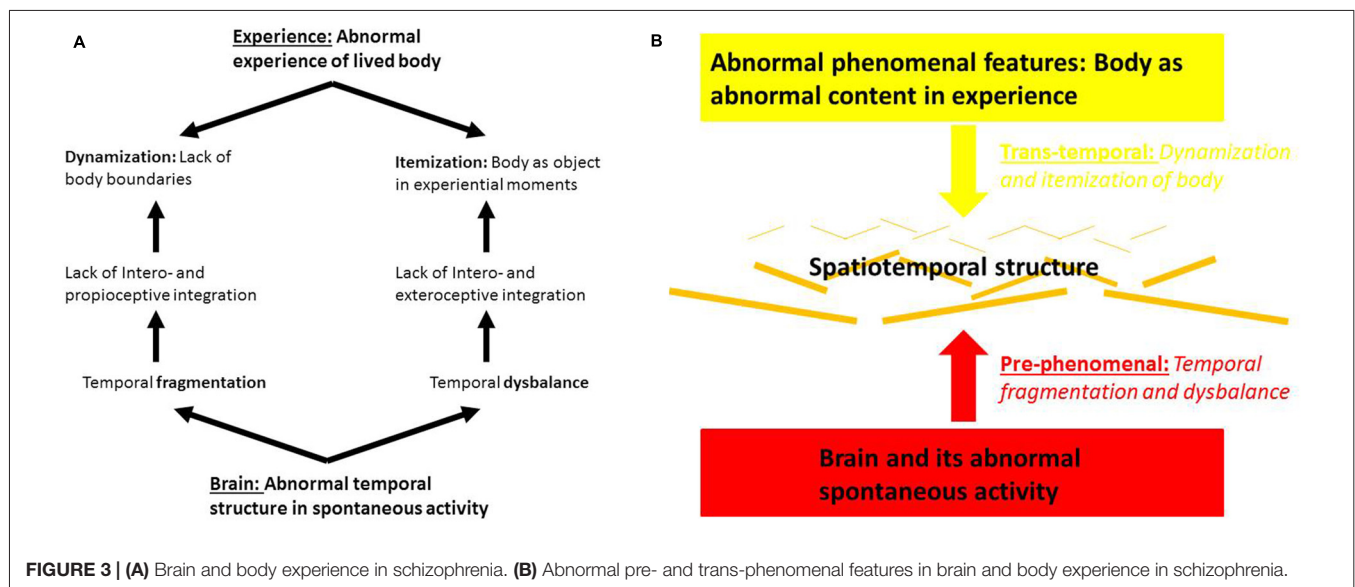 A
Experience: Abnormal
experience of lived body
Dynamization: Lack of
body boundaries
Itemization: Body as object
in experiential moments
Lack of Intero- and
propioceptive integration
Lack of Intero- and
exteroceptive integration
Temporal fragmentation
Temporal dysbalance
Brain: Abnormal temporal
structure in spontaneous activity
B
Abnormal phenomenal features: Body as
abnormal content in experience
Trans-temporal: Dynamization
and itemization of body
Spatiotemporal structure
Pre-phenomenal: Temporal
fragmentation and dysbalance
Brain and its abnormal
spontaneous activity
FIGURE 3 | (A) Brain and body experience in schizophrenia. (B) Abnormal pre- and trans-phenomenal features in brain and body experience in schizophrenia.